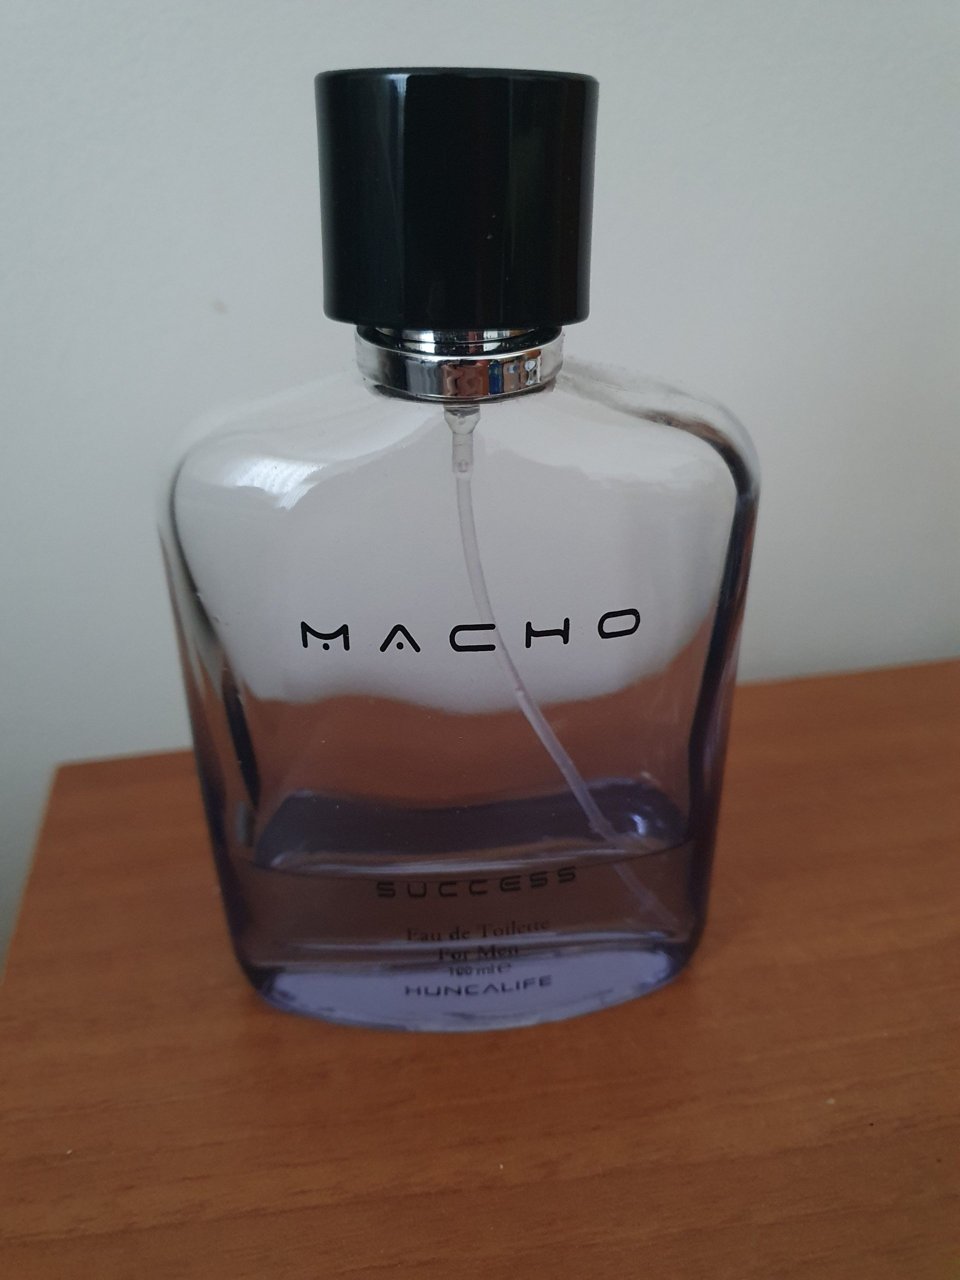 MACHO
SUCCESS
Eau de Toilette
For Men
100 ml e
HUNCALIFE